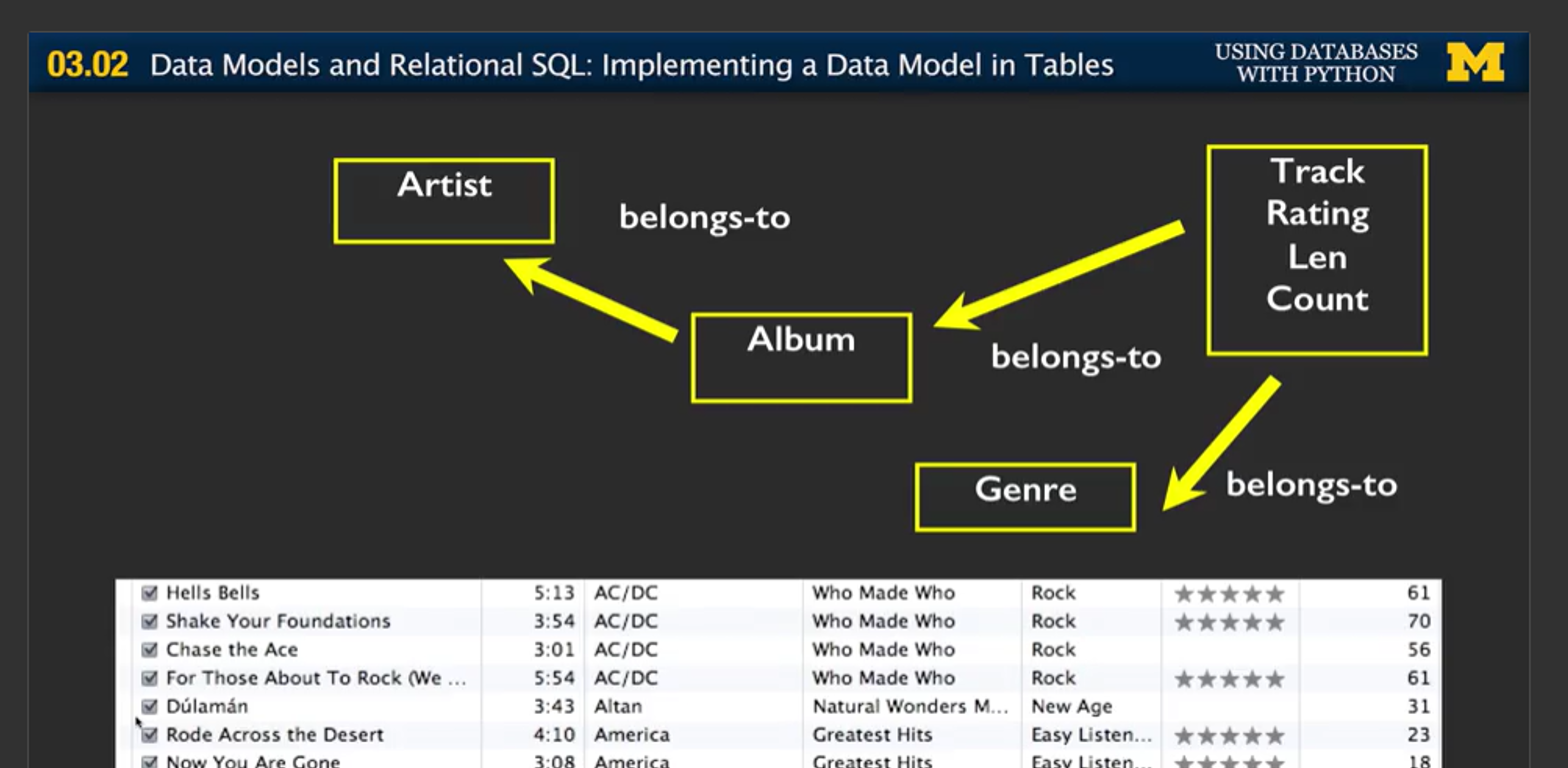 03.02 Data Models and Relational SQL: Implementing a Data Model in Tables
USING DATABASES
WITH PYTHON
M
Artist
belongs-to
Track
Rating
Len
Count
Album
belongs-to
Genre
belongs-to
Hells Bells 5:13 AC/DC Who Made Who Rock ★★★★★ 61
Shake Your Foundations 3:54 AC/DC Who Made Who Rock ★★★★★ 70
Chase the Ace 3:01 AC/DC Who Made Who Rock 56
For Those About To Rock (We ... 5:54 AC/DC Who Made Who Rock ★★★★★ 61
Dúlamán 3:43 Altan Natural Wonders M... New Age 31
Rode Across the Desert 4:10 America Greatest Hits Easy Listen... ★★★★★ 23
Now You Are Gone 3:08 America Greatest Hits Easy Listen... ★★★★★ 18